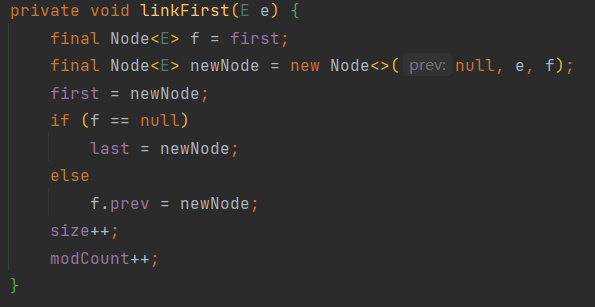 private void linkFirst(E e) {
    final Node<E> f = first;
    final Node<E> newNode = new Node<>( prev: null, e, f);
    first = newNode;
    if (f == null)
        last = newNode;
    else
        f.prev = newNode;
    size++;
    modCount++;
}